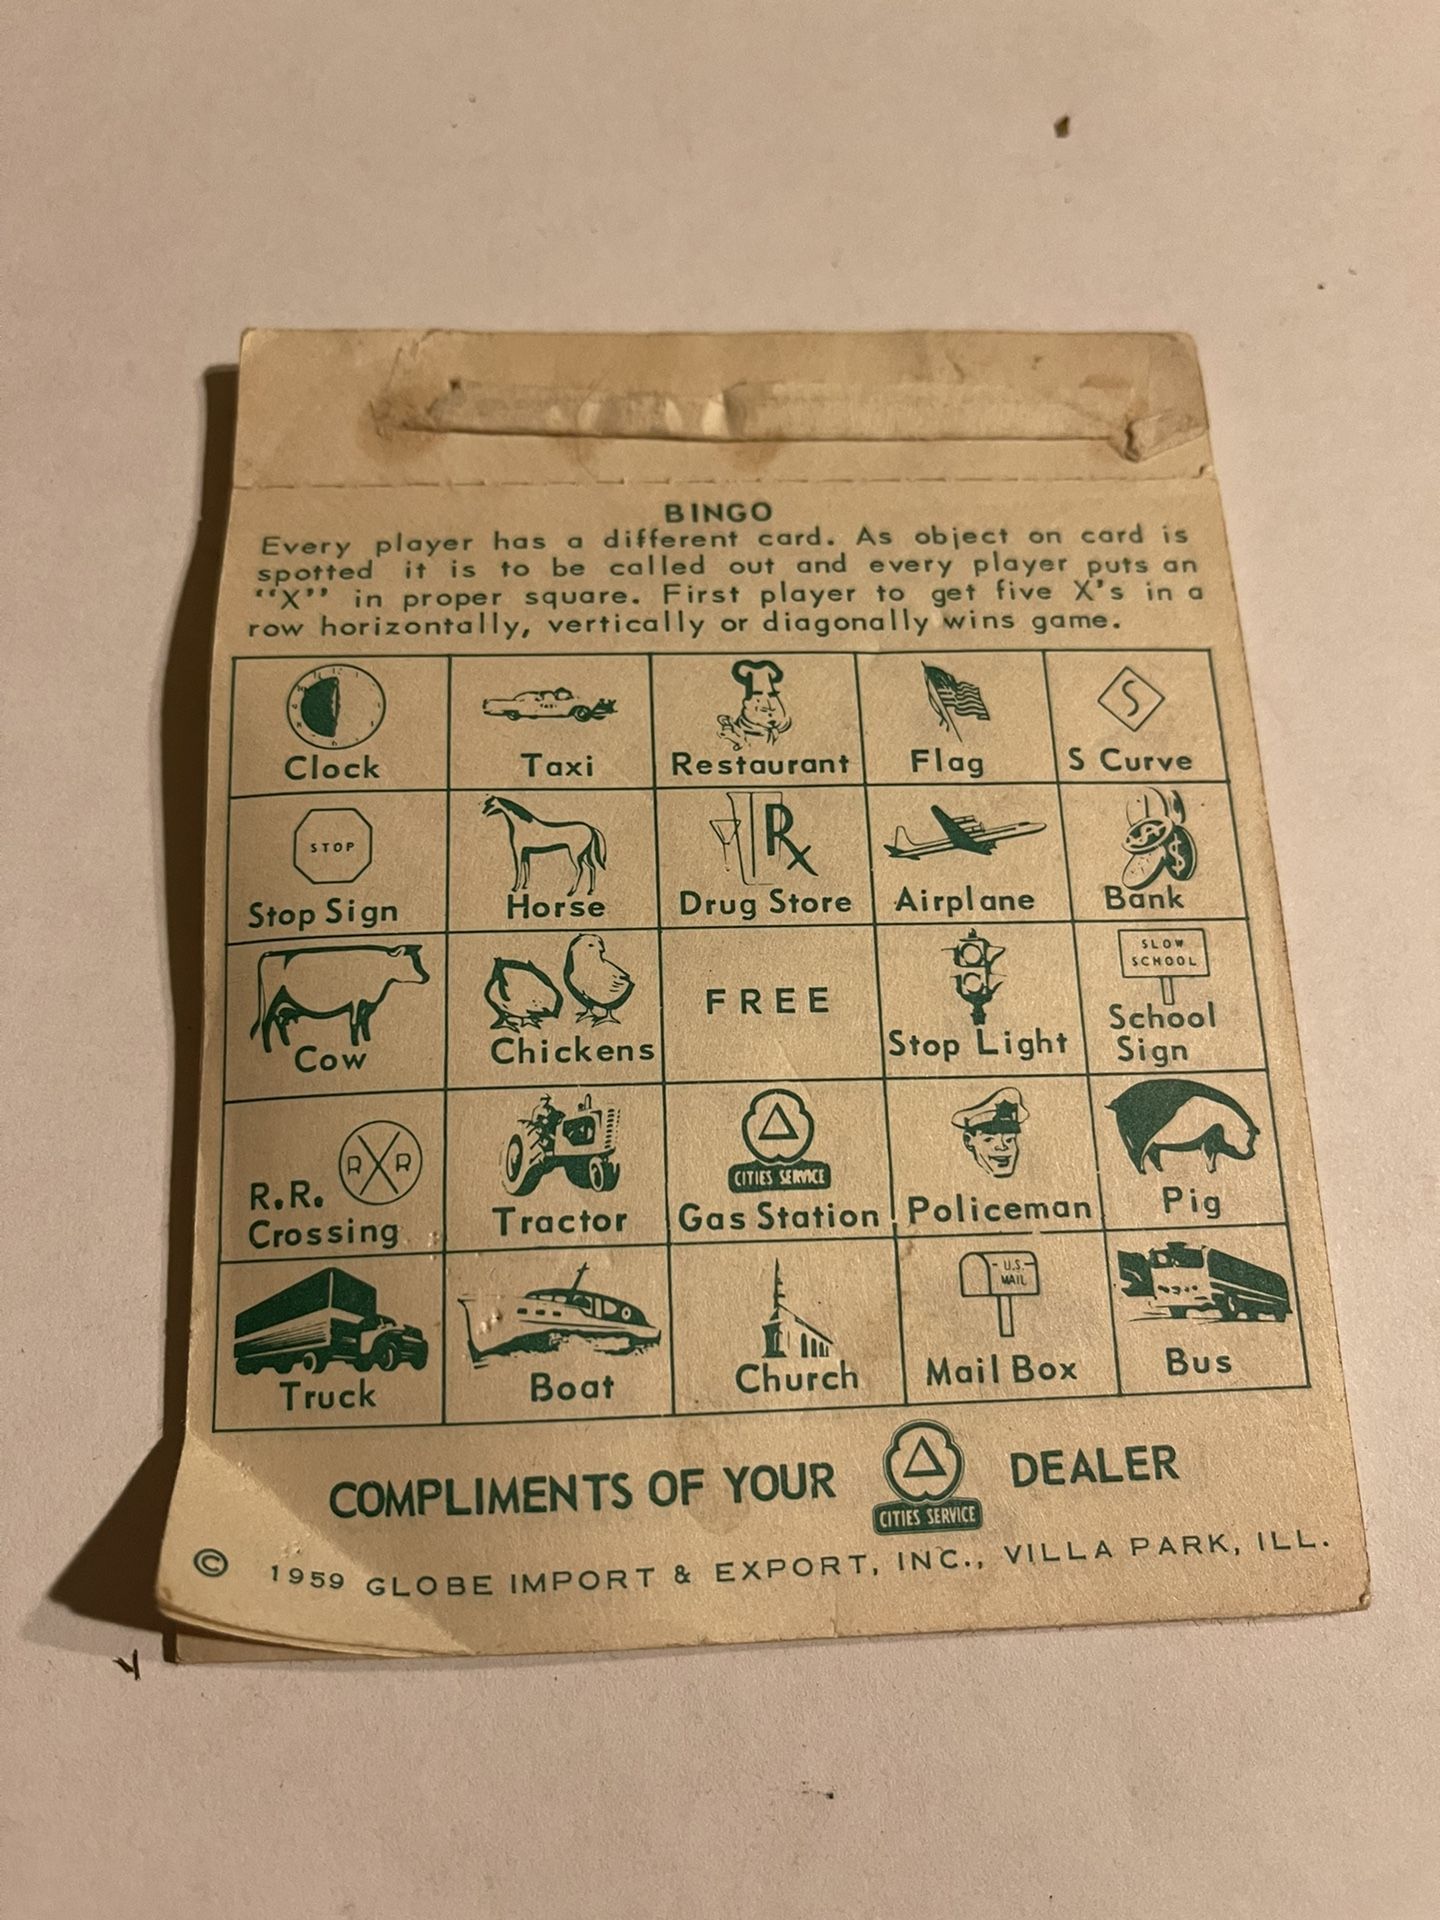 BINGO
Every player has a different card. As object on card is
spotted it is to be called out and every player puts an
“X” in proper square. First player to get five X's in a
row horizontally, vertically or diagonally wins game.
Clock
TAXI
Taxi
Restaurant
Flag
S
S Curve
STOP
Stop Sign
Horse
Rx
Drug Store
Airplane
$ $
Bank
Cow
Chickens
FREE
Stop Light
SLOW
SCHOOL
School
Sign
R R
R.R.
Crossing
Tractor
CITIES SERVICE
Gas Station
Policeman
Pig
Truck
Boat
Church
U.S.
MAIL
Mail Box
Bus
COMPLIMENTS OF YOUR CITIES SERVICE DEALER
© 1959 GLOBE IMPORT & EXPORT, INC., VILLA PARK, ILL.